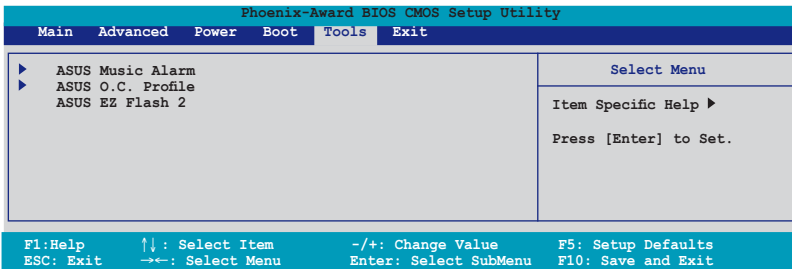 Phoenix-Award BIOS CMOS Setup Utility
Main Advanced Power Boot Tools Exit
ASUS Music Alarm
ASUS O.C. Profile
ASUS EZ Flash 2
Select Menu
Item Specific Help ▶
Press [Enter] to Set.
F1:Help ↑↓: Select Item -/+: Change Value F5: Setup Defaults
ESC: Exit →←: Select Menu Enter: Select SubMenu F10: Save and Exit